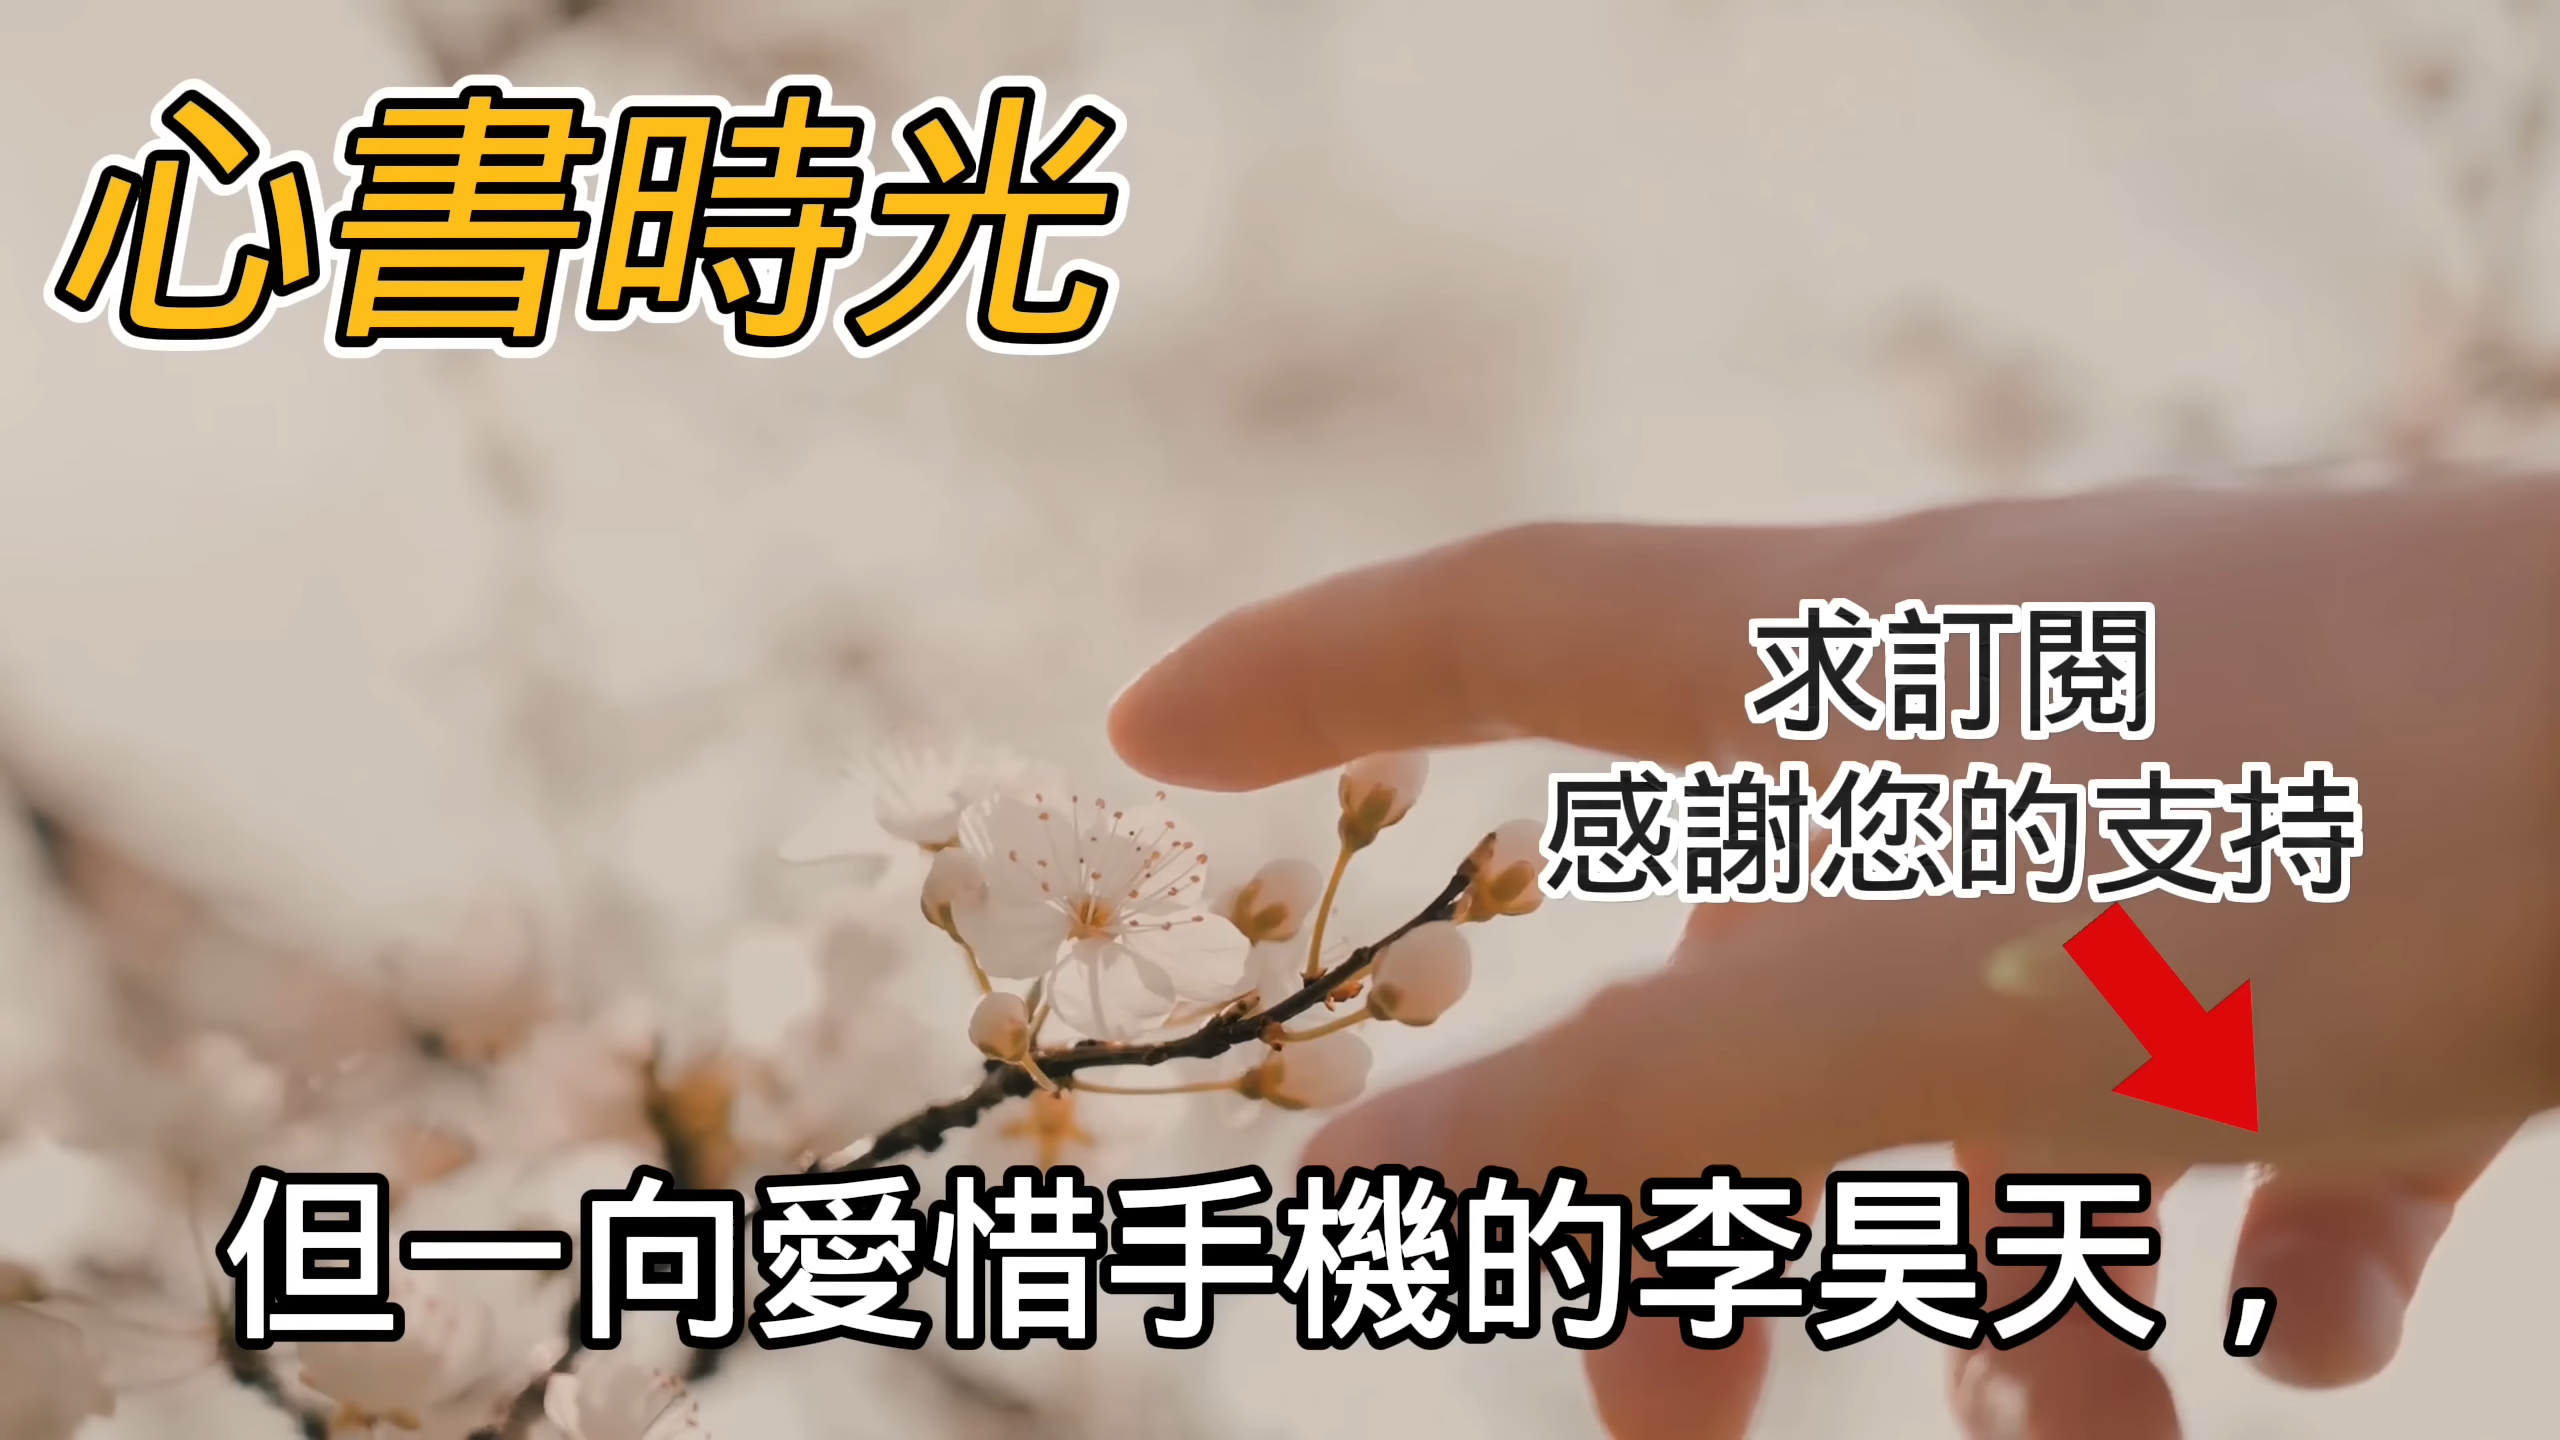 心書時光
求訂閱
感謝您的支持
但一向愛惜手機的李昊天，